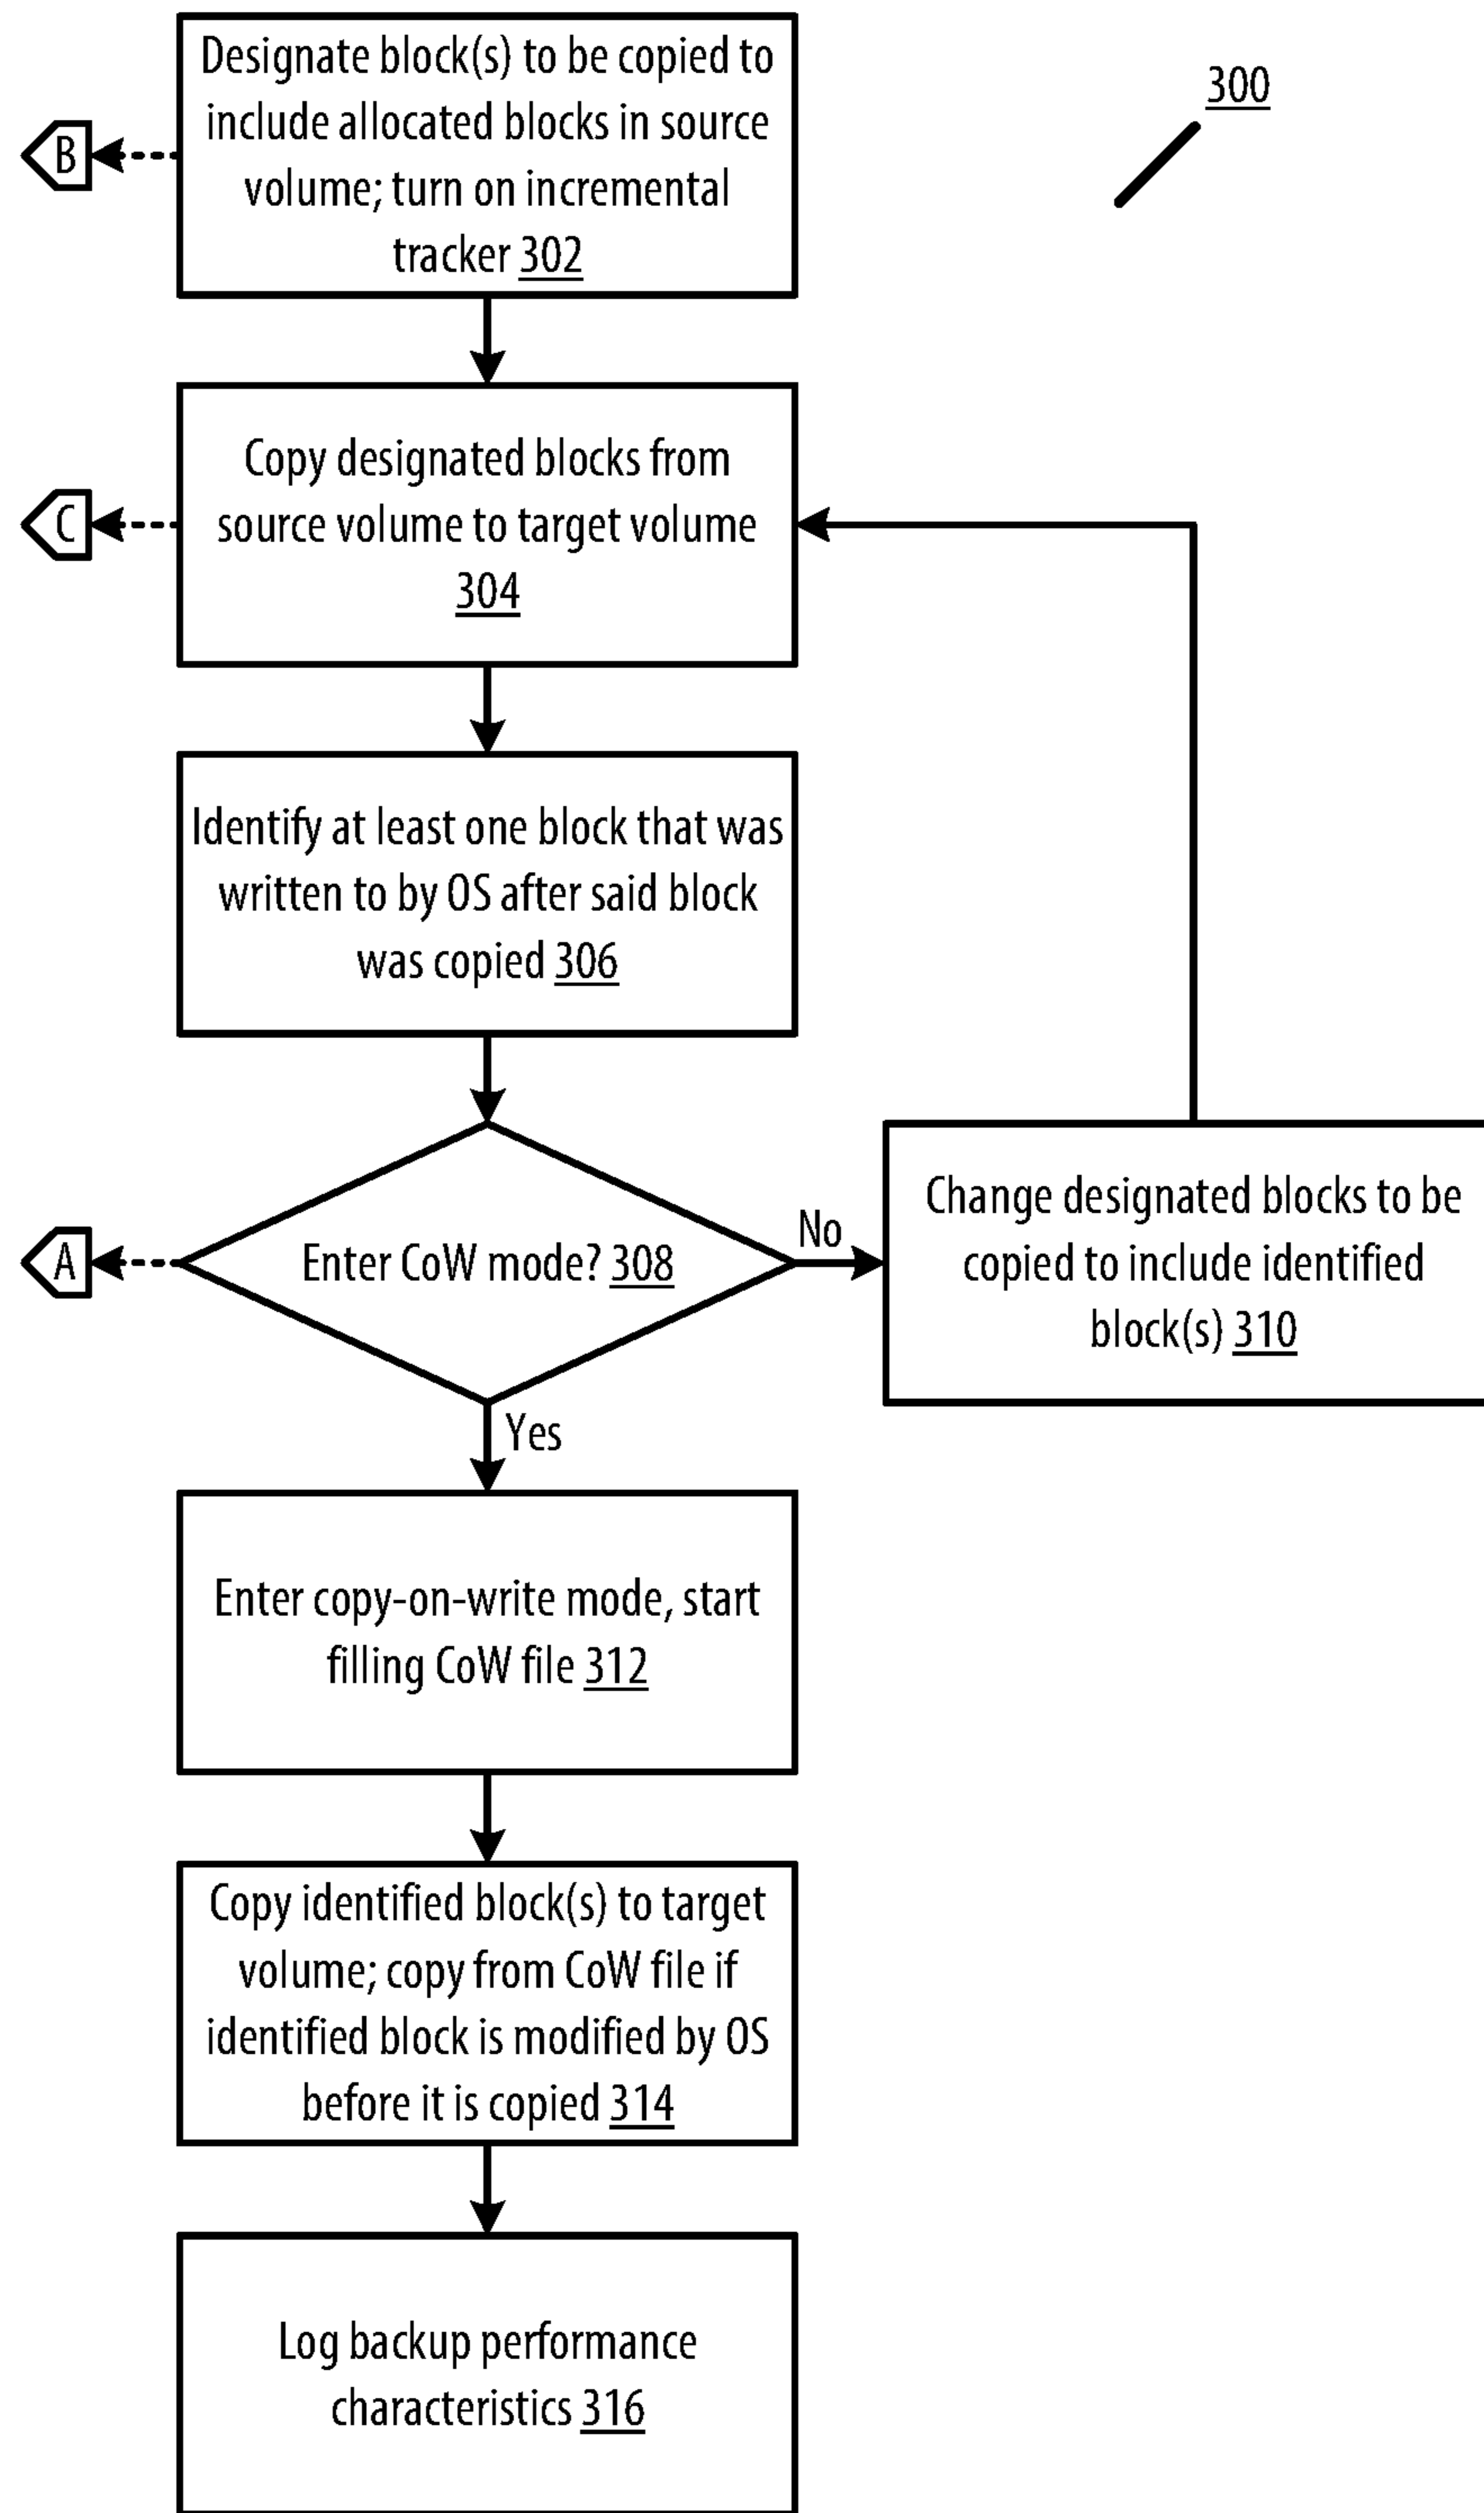 300
Designate block(s) to be copied to
include allocated blocks in source
volume; turn on incremental
tracker 302
B
Copy designated blocks from
source volume to target volume
304
C
Identify at least one block that was
written to by OS after said block
was copied 306
A
Enter CoW mode? 308
No
Change designated blocks to be
copied to include identified
block(s) 310
Yes
Enter copy-on-write mode, start
filling CoW file 312
Copy identified block(s) to target
volume; copy from CoW file if
identified block is modified by OS
before it is copied 314
Log backup performance
characteristics 316